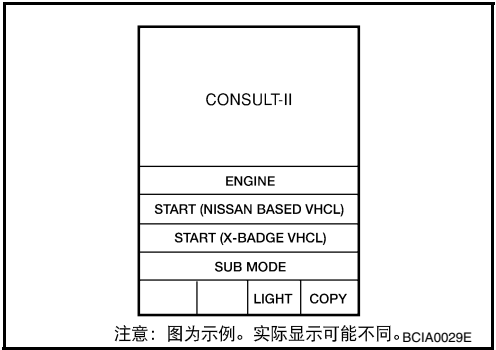 CONSULT-II
ENGINE
START (NISSAN BASED VHCL)
START (X-BADGE VHCL)
SUB MODE
LIGHT COPY
注意：图为示例。实际显示可能不同。BCIA0029E